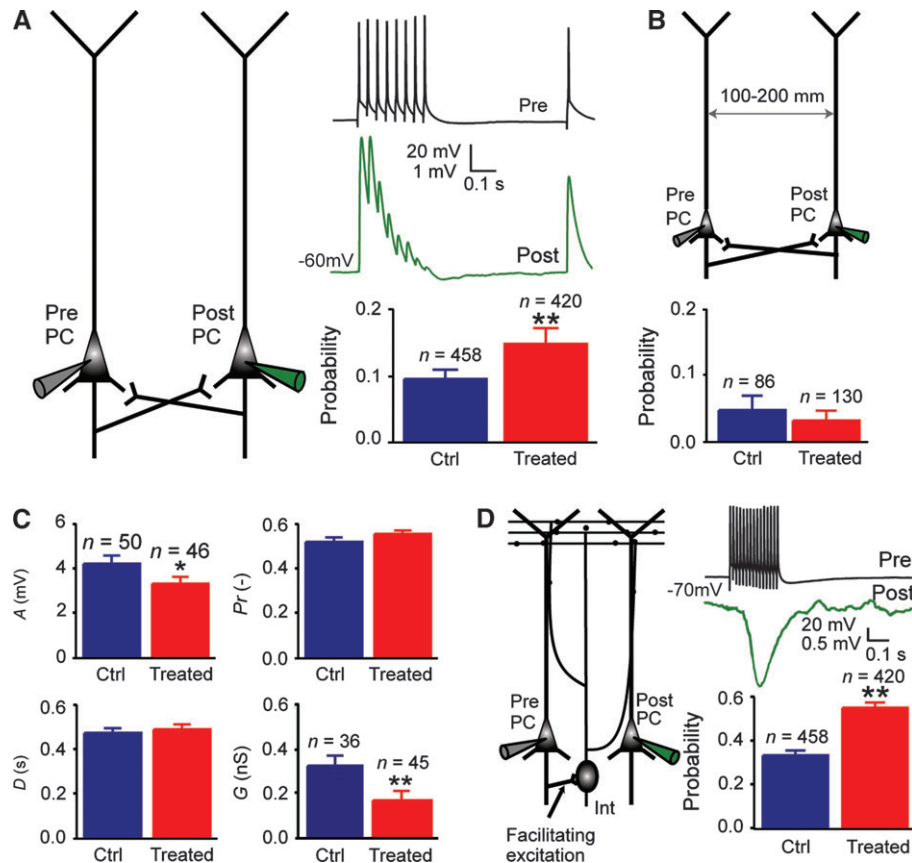 A
Pre
PC
Post
PC
Pre
20 mV
1 mV
0.1 s
-60mV
Post
Probability
0.2
0.1
0.0
n = 458
n = 420
**
Ctrl
Treated
B
100-200 mm
Pre
PC
Post
PC
Probability
0.2
0.1
0.0
n = 86
n = 130
Ctrl
Treated
C
A (mV)
6
4
2
0
n = 50
n = 46
*
Ctrl
Treated
Pr (-)
0.6
0.4
0.2
0.0
Ctrl
Treated
D (s)
0.6
0.4
0.2
0.0
Ctrl
Treated
G (nS)
0.6
0.4
0.2
0.0
n = 36
n = 45
**
Ctrl
Treated
D
Pre
PC
Post
PC
Int
Facilitating
excitation
Pre
-70mV
Post
20 mV
0.5 mV
0.1 s
Probability
0.6
0.4
0.2
0.0
n = 458
n = 420
**
Ctrl
Treated